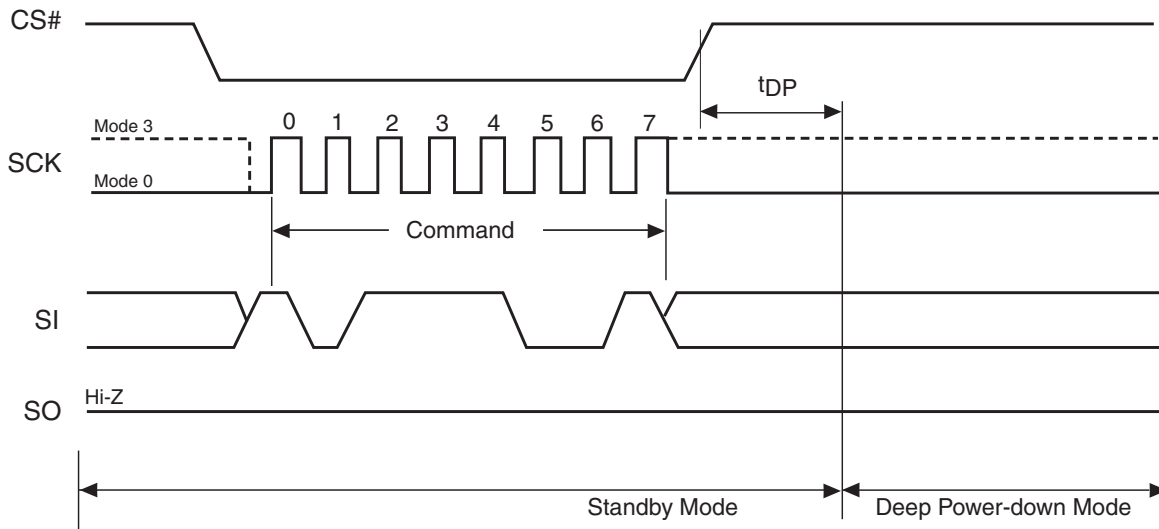 CS#
tDP
Mode 3
0 1 2 3 4 5 6 7
SCK
Mode 0
Command
SI
Hi-Z
SO
Standby Mode
Deep Power-down Mode